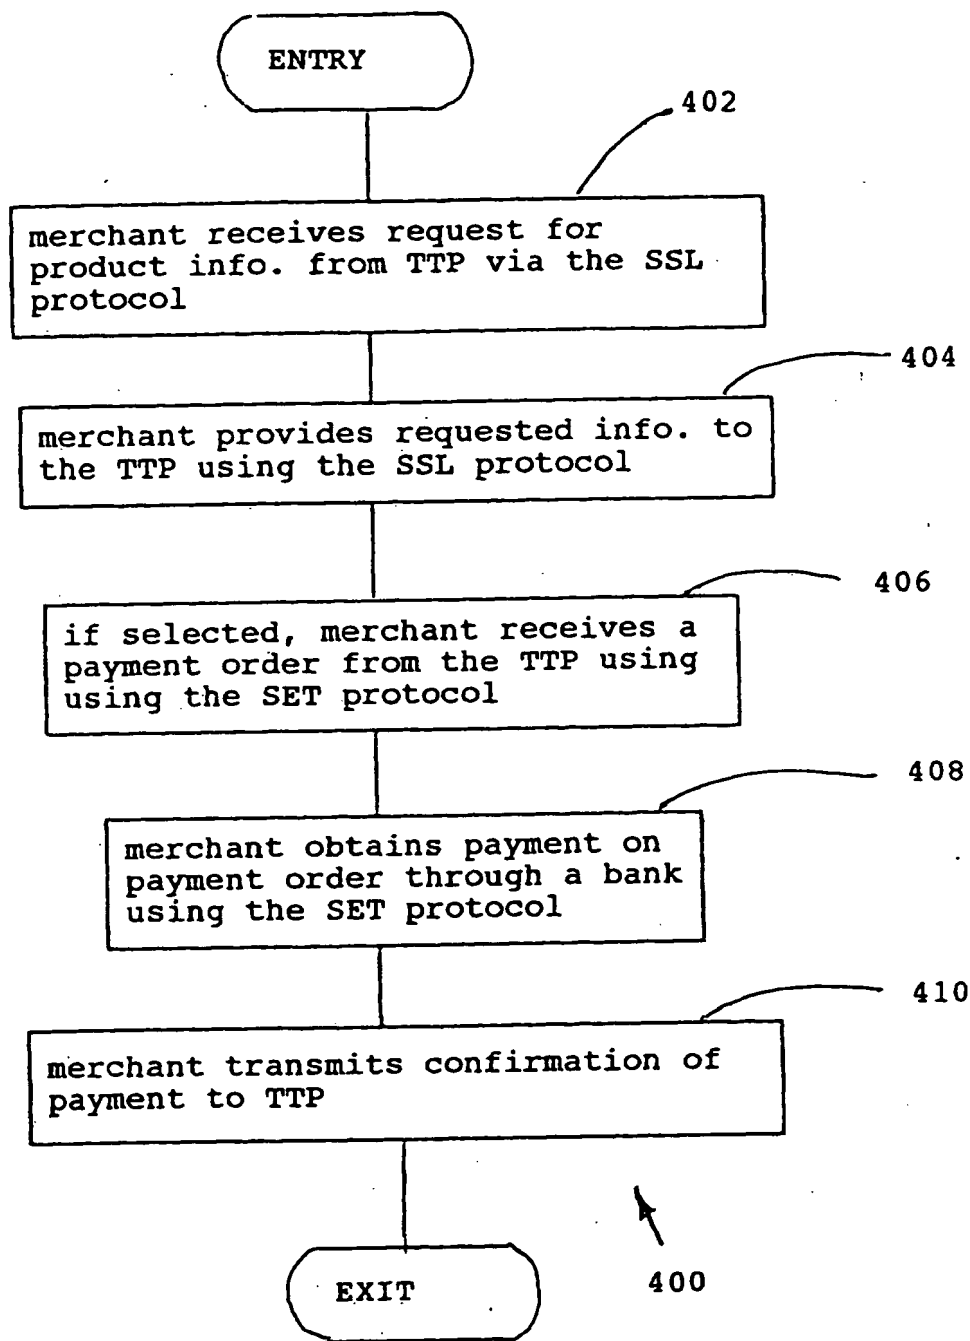 ENTRY
402
merchant receives request for
product info. from TTP via the SSL
protocol
404
merchant provides requested info. to
the TTP using the SSL protocol
406
if selected, merchant receives a
payment order from the TTP using
using the SET protocol
408
merchant obtains payment on
payment order through a bank
using the SET protocol
410
merchant transmits confirmation of
payment to TTP
400
EXIT